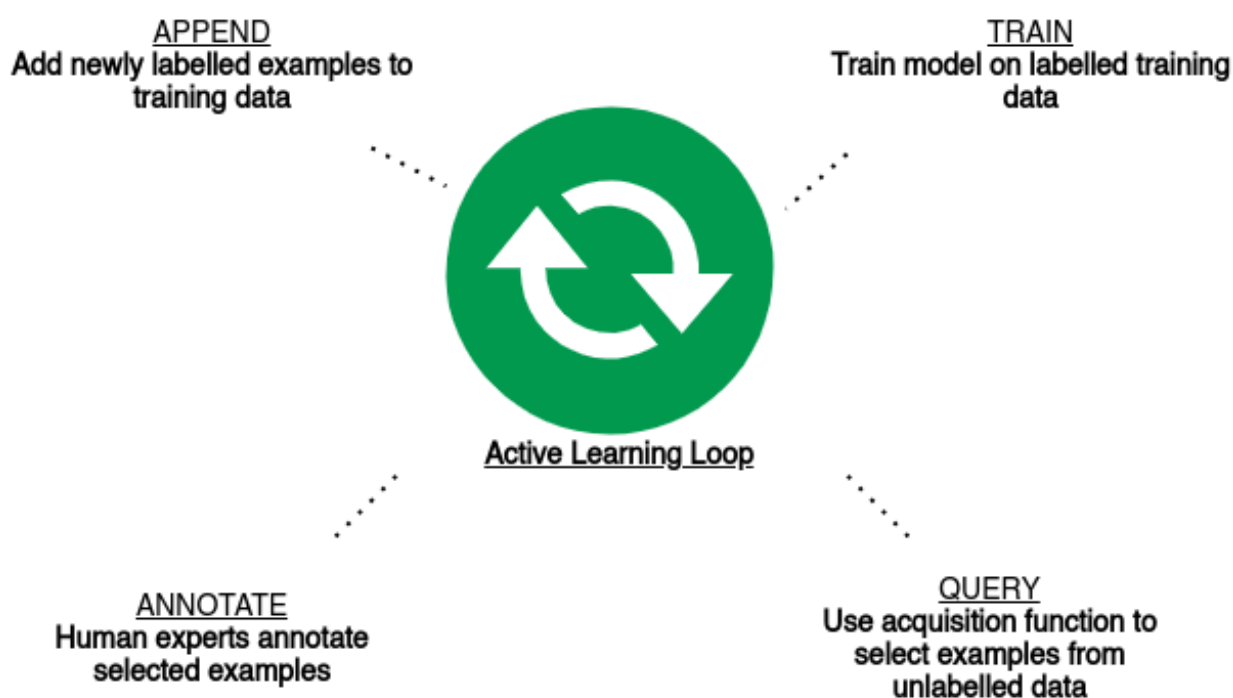 APPEND
Add newly labelled examples to
training data
TRAIN
Train model on labelled training
data
Active Learning Loop
ANNOTATE
Human experts annotate
selected examples
QUERY
Use acquisition function to
select examples from
unlabelled data